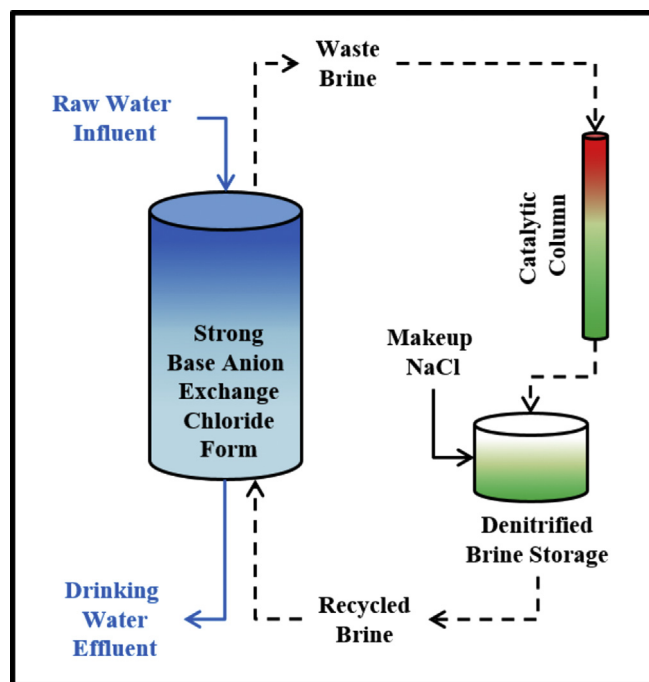 Waste
Brine
Raw Water
Influent
Catalytic
Column
Strong
Base Anion
Exchange
Chloride
Form
Makeup
NaCl
Denitrified
Brine Storage
Drinking
Water
Effluent
Recycled
Brine